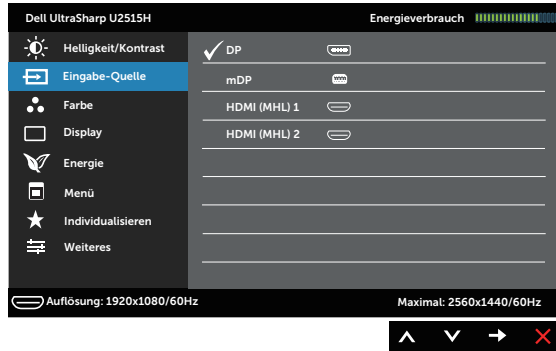 Dell UltraSharp U2515H Energieverbrauch
Helligkeit/Kontrast
Eingabe-Quelle
Farbe
Display
Energie
Menü
Individualisieren
Weiteres
DP
mDP
HDMI (MHL) 1
HDMI (MHL) 2
Auflösung: 1920x1080/60Hz Maximal: 2560x1440/60Hz